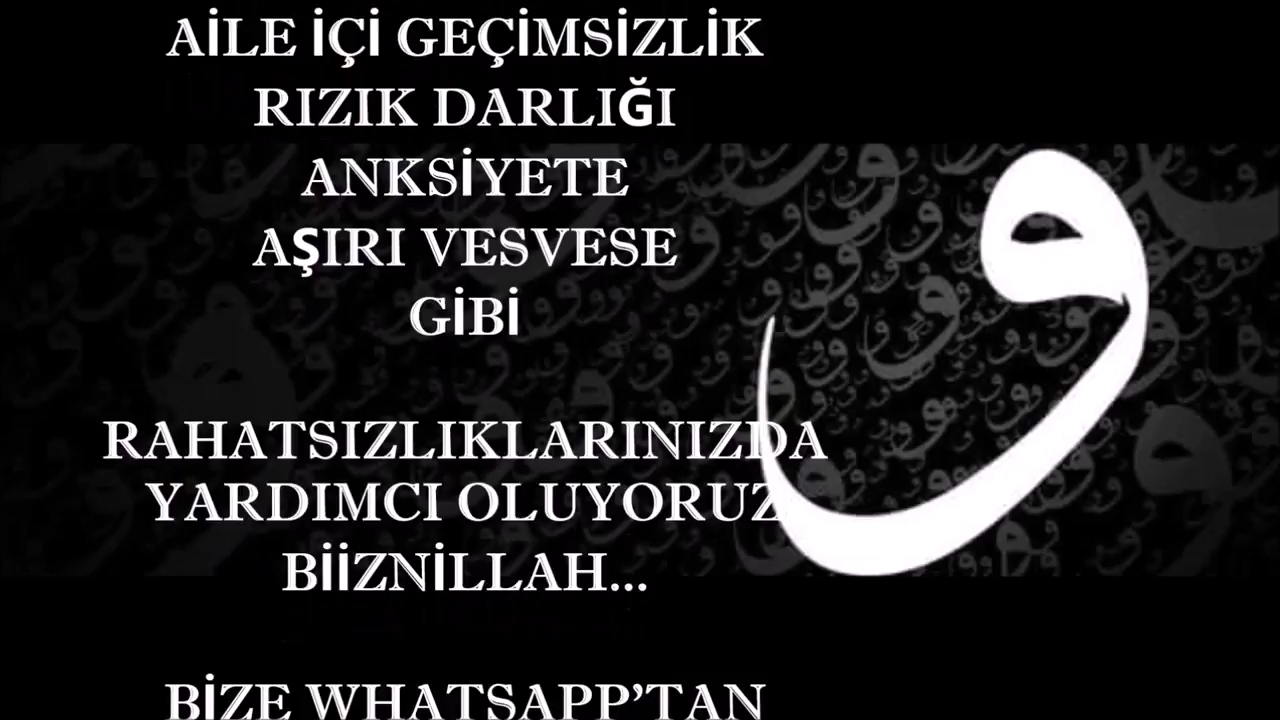 AİLE İÇİ GEÇİMSİZLİK
RIZIK DARLIĞI
ANKSİYETE
AŞIRI VESVESE
GİBİ
RAHATSIZLIKLARINIZDA
YARDIMCI OLUYORUZ
BİİZNİLLAH...
BİZE WHATSAPP’TAN
و